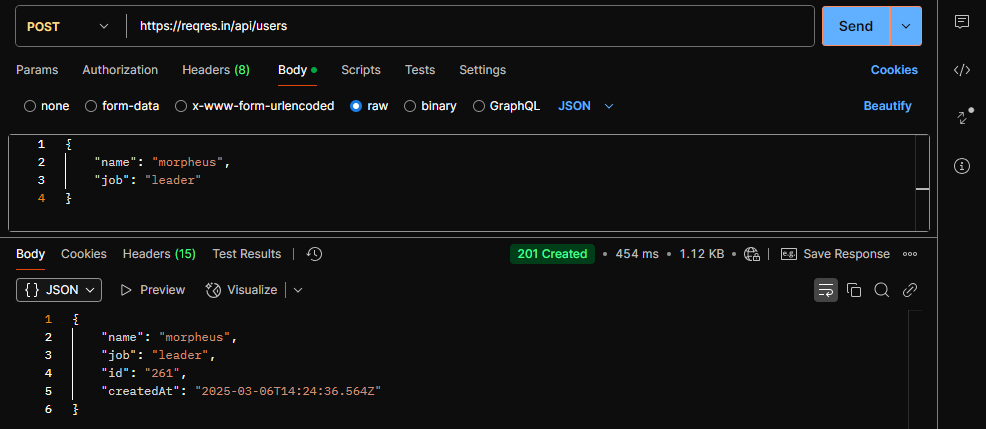 POST https://reqres.in/api/users Send
Params Authorization Headers (8) Body Scripts Tests Settings Cookies
none form-data x-www-form-urlencoded raw binary GraphQL JSON Beautify
1 {
2 "name": "morpheus",
3 "job": "leader"
4 }
Body Cookies Headers (15) Test Results 201 Created • 454 ms • 1.12 KB • e.g. Save Response
{} JSON Preview Visualize
1 {
2 "name": "morpheus",
3 "job": "leader",
4 "id": "261",
5 "createdAt": "2025-03-06T14:24:36.564Z"
6 }